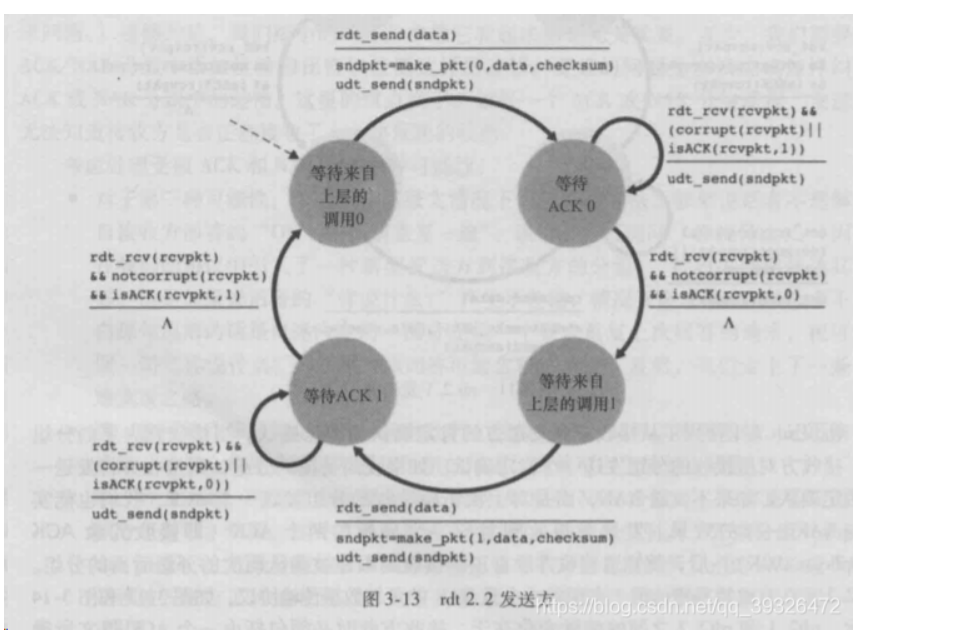 rdt_send(data)
sndpkt=make_pkt(0,data,checksum)
udt_send(sndpkt)
rdt_rcv(rcvpkt)&&
(corrupt(rcvpkt)||
isACK(rcvpkt,1))
udt_send(sndpkt)
等待来自
上层的
调用0
等待
ACK 0
rdt_rcv(rcvpkt)
&& notcorrupt(rcvpkt)
&& isACK(rcvpkt,1)
Λ
rdt_rcv(rcvpkt)
&& notcorrupt(rcvpkt)
&& isACK(rcvpkt,0)
Λ
等待ACK 1
等待来自
上层的调用1
rdt_rcv(rcvpkt)&&
(corrupt(rcvpkt)||
isACK(rcvpkt,0))
udt_send(sndpkt)
rdt_send(data)
sndpkt=make_pkt(1,data,checksum)
udt_send(sndpkt)
图 3-13 rdt 2.2 发送方
https://blog.csdn.net/qq_39326472